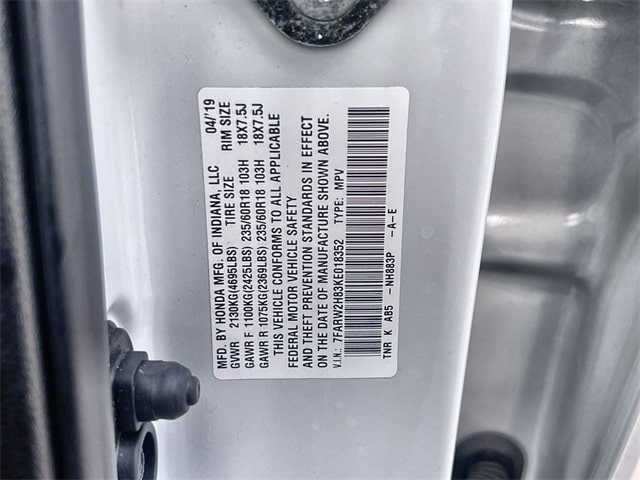 MFD. BY HONDA MFG. OF INDIANA, LLC 04/'19
TIRE SIZE RIM SIZE
GVWR 2130KG(4695LBS)
GAWR F 1100KG(2425LBS) 235/60R18 103H 18X7.5J
GAWR R 1075KG(2369LBS) 235/60R18 103H 18X7.5J
THIS VEHICLE CONFORMS TO ALL APPLICABLE
FEDERAL MOTOR VEHICLE SAFETY
AND THEFT PREVENTION STANDARDS IN EFFECT
ON THE DATE OF MANUFACTURE SHOWN ABOVE.
V.I.N.: 7FARW2H83KE018352 TYPE: MPV
TNR K AB5 -NH883P -A-E